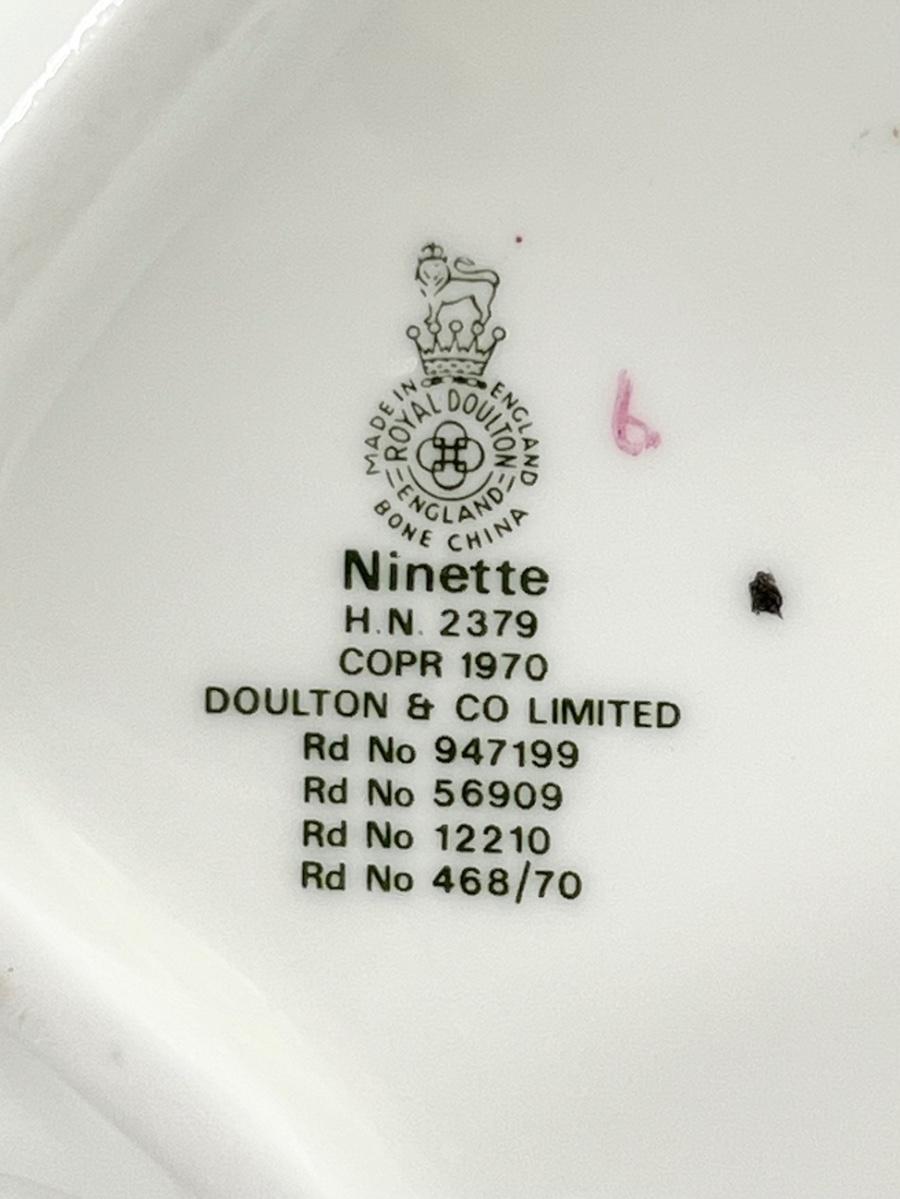 MADE IN ENGLAND
ROYAL DOULTON
ENGLAND
BONE CHINA
Ninette
H.N. 2379
COPR 1970
DOULTON & CO LIMITED
Rd No 947199
Rd No 56909
Rd No 12210
Rd No 468/70
6